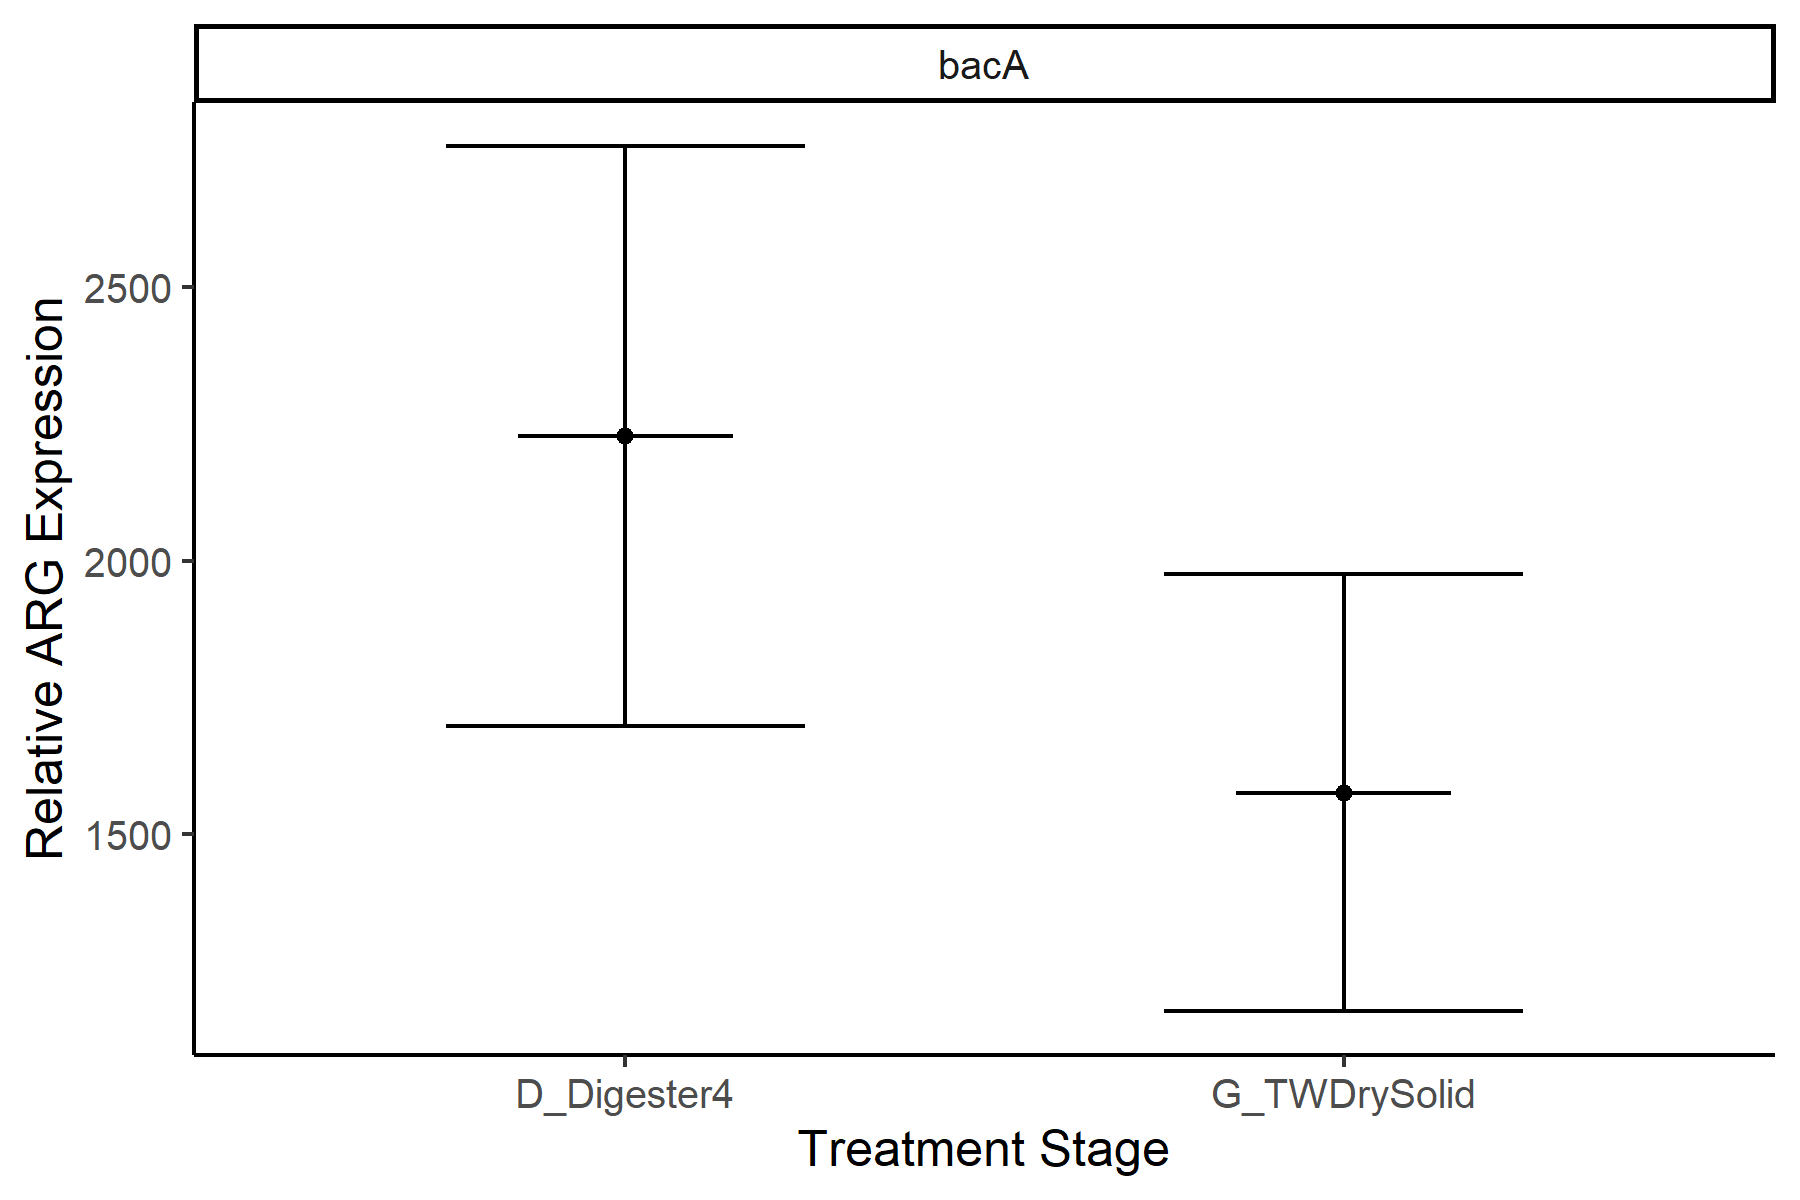 bacA
2500
2000
1500
Relative ARG Expression
D_Digester4
G_TWDrySolid
Treatment Stage